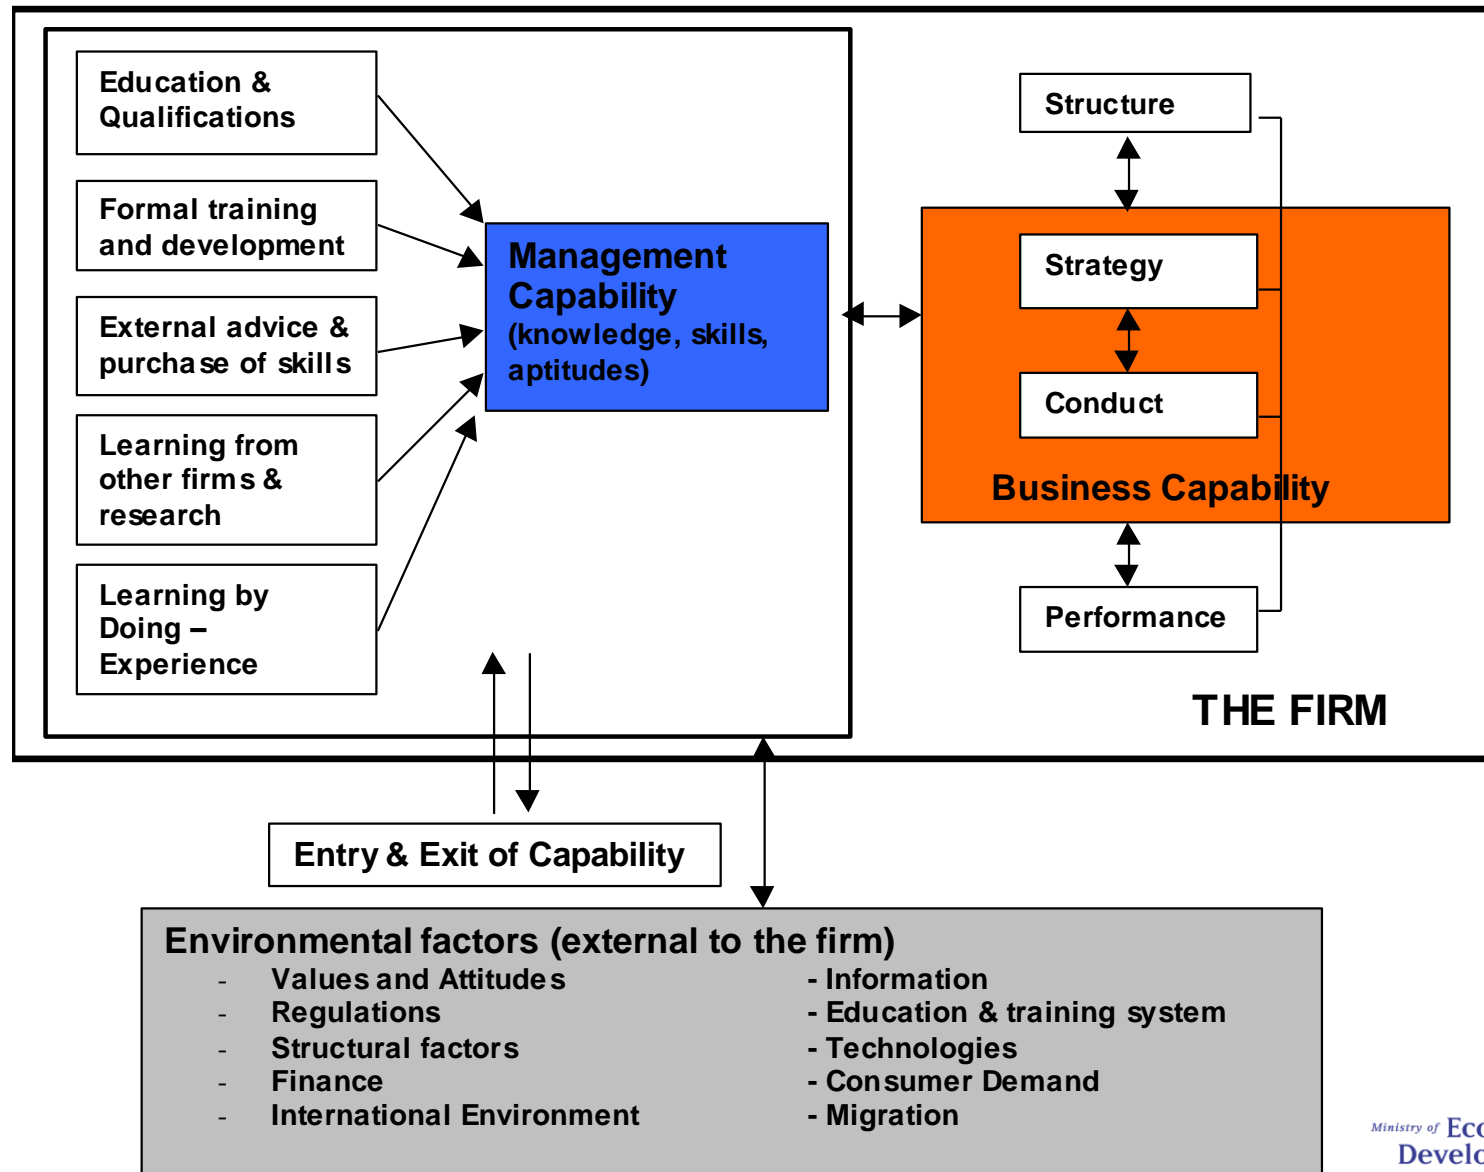 Education &
Qualifications
Formal training
and development
External advice &
purchase of skills
Learning from
other firms &
research
Learning by
Doing –
Experience
Management
Capability
(knowledge, skills,
aptitudes)
Structure
Strategy
Conduct
Business Capability
Performance
THE FIRM
Entry & Exit of Capability
Environmental factors (external to the firm)
- Values and Attitudes
- Regulations
- Structural factors
- Finance
- International Environment
- Information
- Education & training system
- Technologies
- Consumer Demand
- Migration
Ministry of Eco
Develo